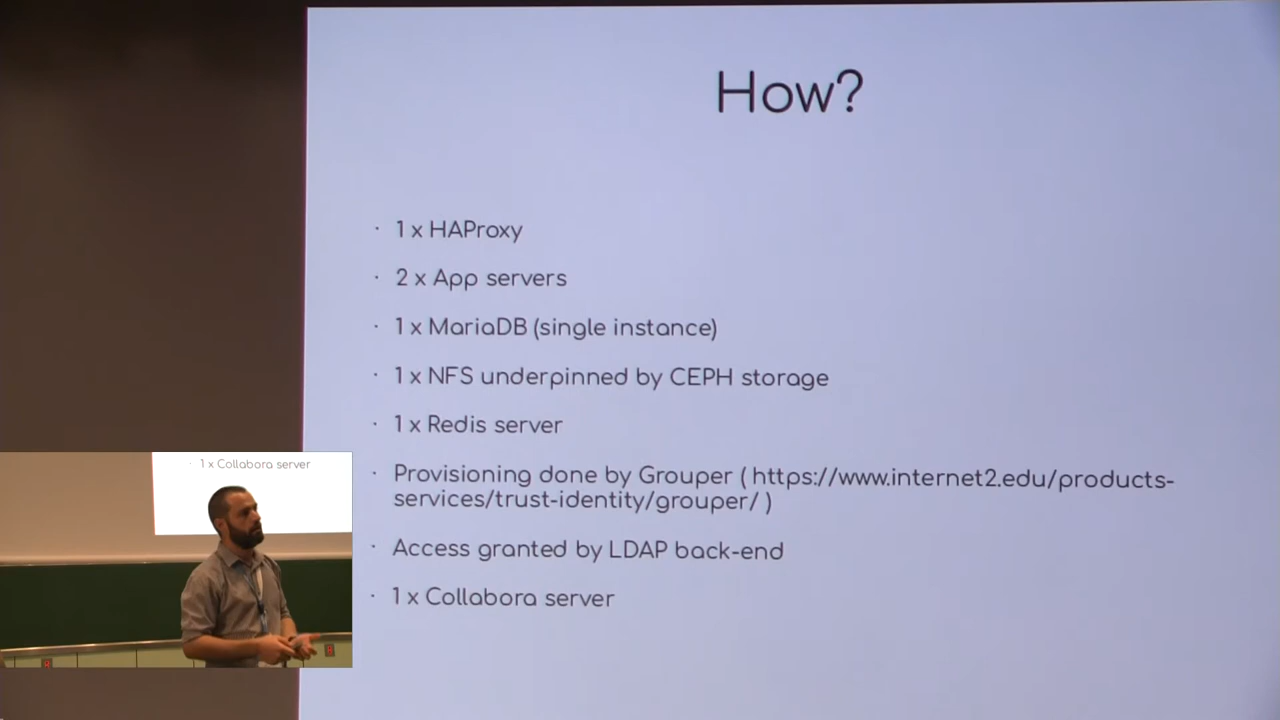 How?
· 1 x HAProxy
· 2 x App servers
· 1 x MariaDB (single instance)
· 1 x NFS underpinned by CEPH storage
· 1 x Redis server
· Provisioning done by Grouper ( https://www.internet2.edu/products-
services/trust-identity/grouper/ )
· Access granted by LDAP back-end
· 1 x Collabora server
· 1 x Collabora server